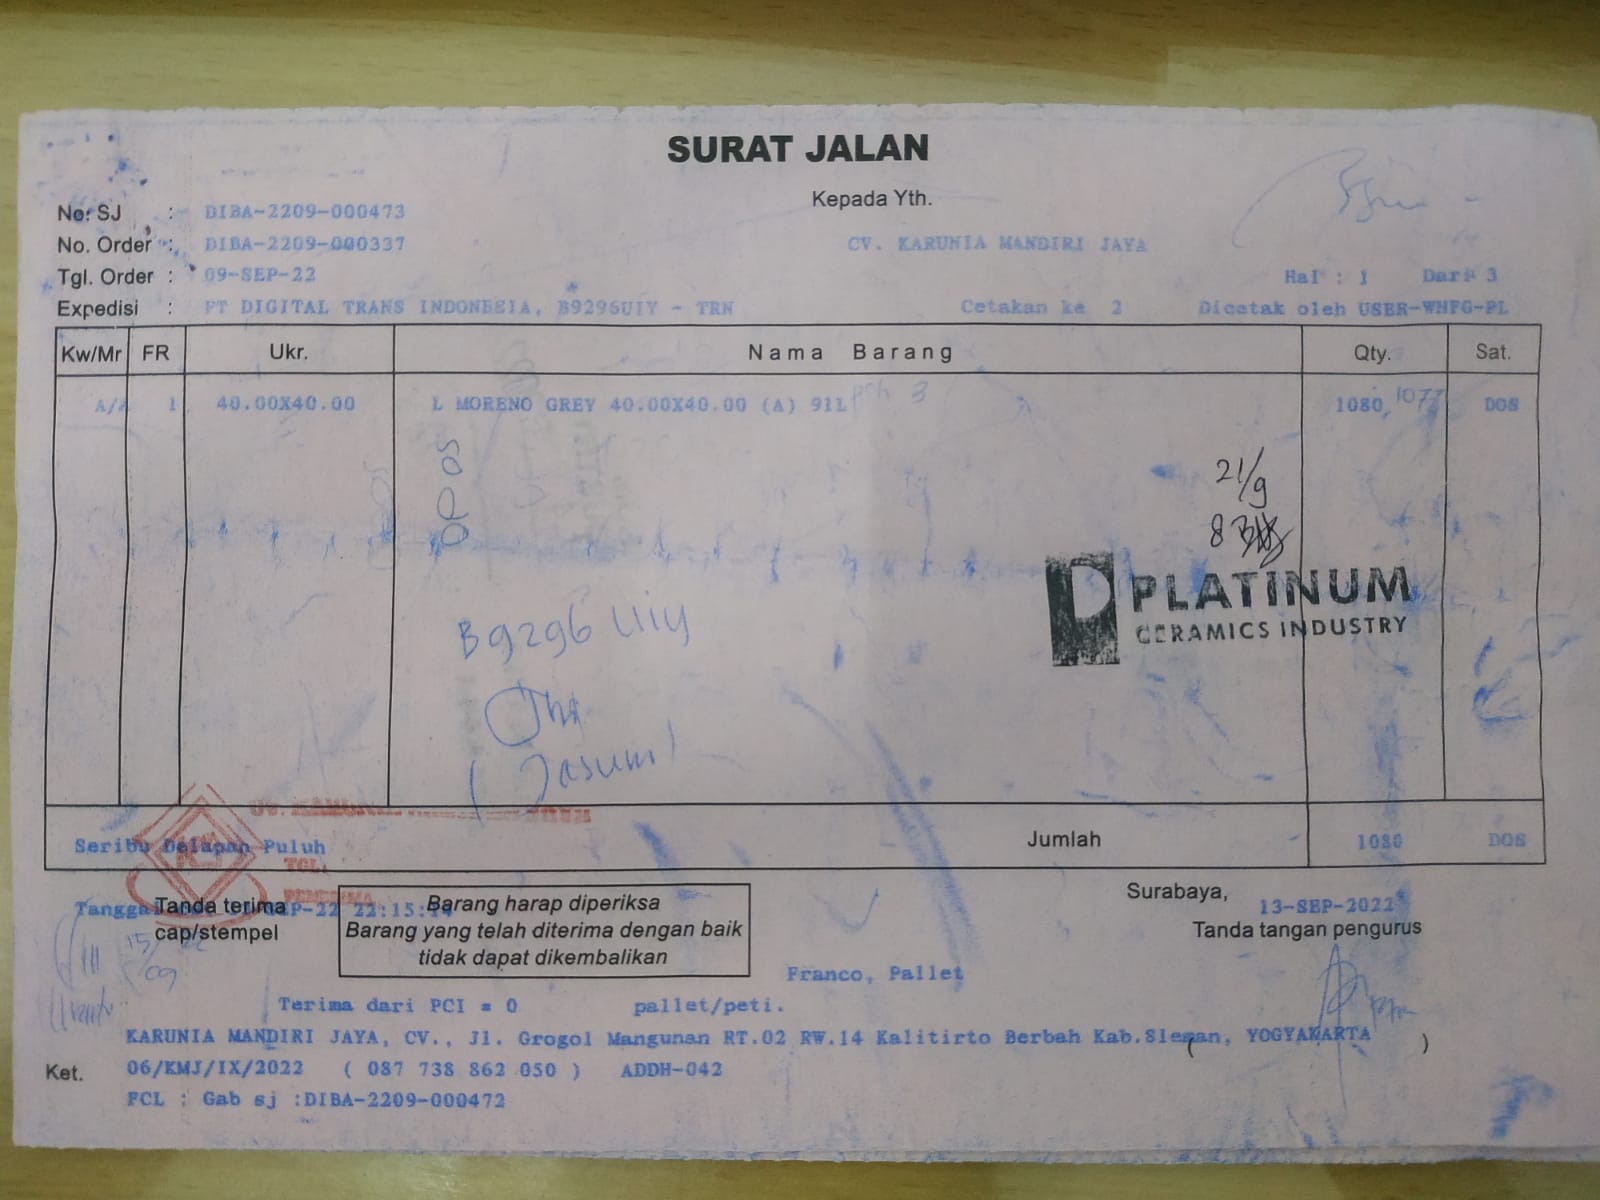 SURAT JALAN
Kepada Yth.
No. SJ : DIBA-2209-000473
No. Order : DIBA-2209-000337
CV. KARUNIA MANDIRI JAYA
Tgl. Order : 09-SEP-22
Hal : 1 Dari 3
Expedisi : PT DIGITAL TRANS INDONESIA, B9296UIY - TRN
Cetakan ke 2 Dicetak oleh USER-WHFG-PL
Kw/Mr FR Ukr. Nama Barang Qty. Sat.
A/A 1 40.00X40.00 L MORENO GREY 40.00X40.00 (A) 91L 3 1080, 1077 DOS
21/9
8
B9296 UIY
PLATINUM
CERAMICS INDUSTRY
(Jasumi)
Seribu Delapan Puluh Jumlah 1080 DOS
TGL.
PENERIMA
Tanggal 22:15:14
Tanda terima
cap/stempel
15/
09
Barang harap diperiksa
Barang yang telah diterima dengan baik
tidak dapat dikembalikan
Surabaya, 13-SEP-2022
Tanda tangan pengurus
Franco, Pallet
Terima dari PCI = 0 pallet/peti.
KARUNIA MANDIRI JAYA, CV., Jl. Grogol Mangunan RT.02 RW.14 Kalitirto Berbah Kab.Sleman, YOGYAKARTA
( )
Ket. 06/KMJ/IX/2022 ( 087 738 862 050 ) ADDH-042
FCL : Gab sj :DIBA-2209-000472